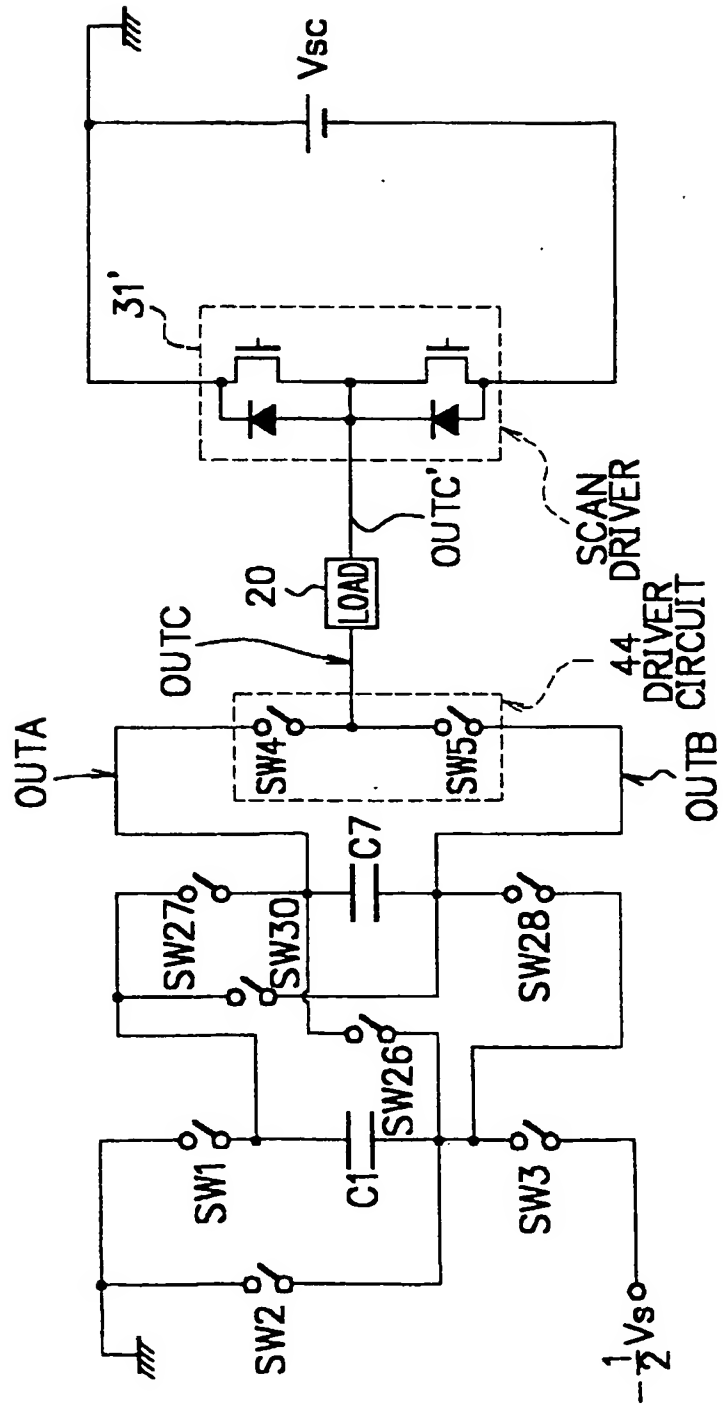 OUTA
OUTC
20
31'
SW27
SW30
SW1
SW2
C1
SW26
C7
SW4
SW5
LOAD
OUTC'
Vsc
SW3
SW28
OUTB
44
DRIVER
CIRCUIT
SCAN
DRIVER
-1/2Vs